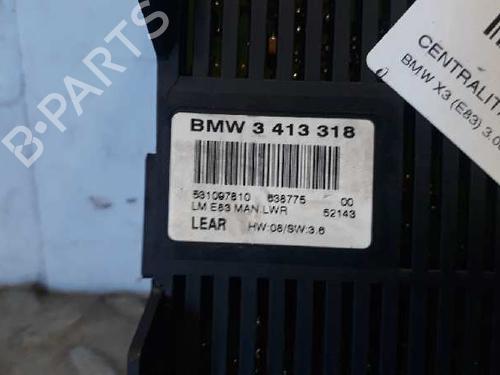 B-PARTS
CENTRALIT
BMW X3 (E83) 3.0
BMW 3 413 318
531097810 638775 00
LM E83 MAN.LWR 52143
LEAR HW:08/SW:3.6